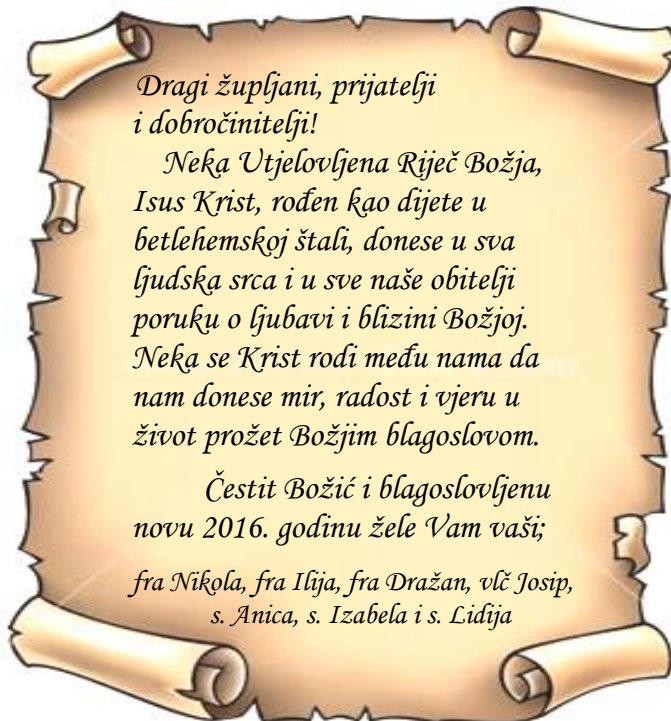 Dragi župljani, prijatelji
i dobročinitelji!
Neka Utjelovljena Riječ Božja,
Isus Krist, rođen kao dijete u
betlehemskoj štali, donese u sva
ljudska srca i u sve naše obitelji
poruku o ljubavi i blizini Božjoj.
Neka se Krist rodi među nama da
nam donese mir, radost i vjeru u
život prožet Božjim blagoslovom.
Čestit Božić i blagoslovljenu
novu 2016. godinu žele Vam vaši;
fra Nikola, fra Ilija, fra Dražan, vlč Josip,
s. Anica, s. Izabela i s. Lidija